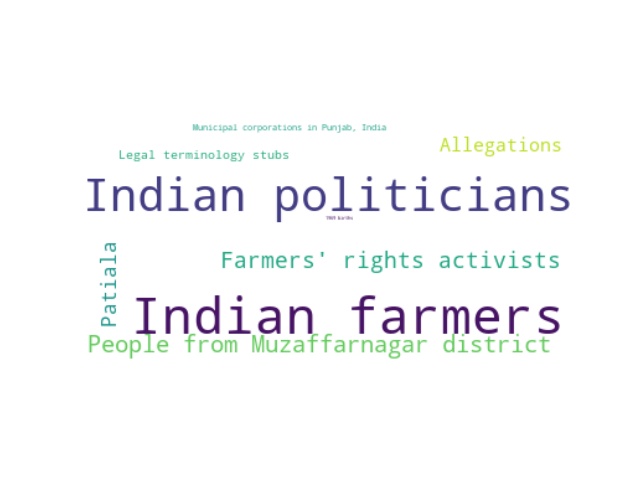 Municipal corporations in Punjab, India
Allegations
Legal terminology stubs
Indian politicians
Farmers' rights activists
Patiala
Indian farmers
People from Muzaffarnagar district